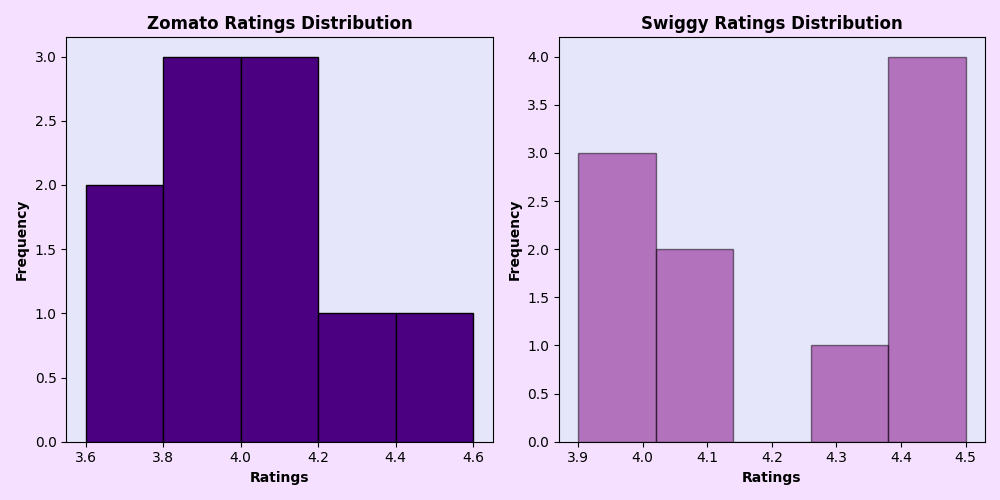 Zomato Ratings Distribution
3.0
2.5
2.0
1.5
1.0
0.5
0.0
Frequency
3.6 3.8 4.0 4.2 4.4 4.6
Ratings
Swiggy Ratings Distribution
4.0
3.5
3.0
2.5
2.0
1.5
1.0
0.5
0.0
Frequency
3.9 4.0 4.1 4.2 4.3 4.4 4.5
Ratings